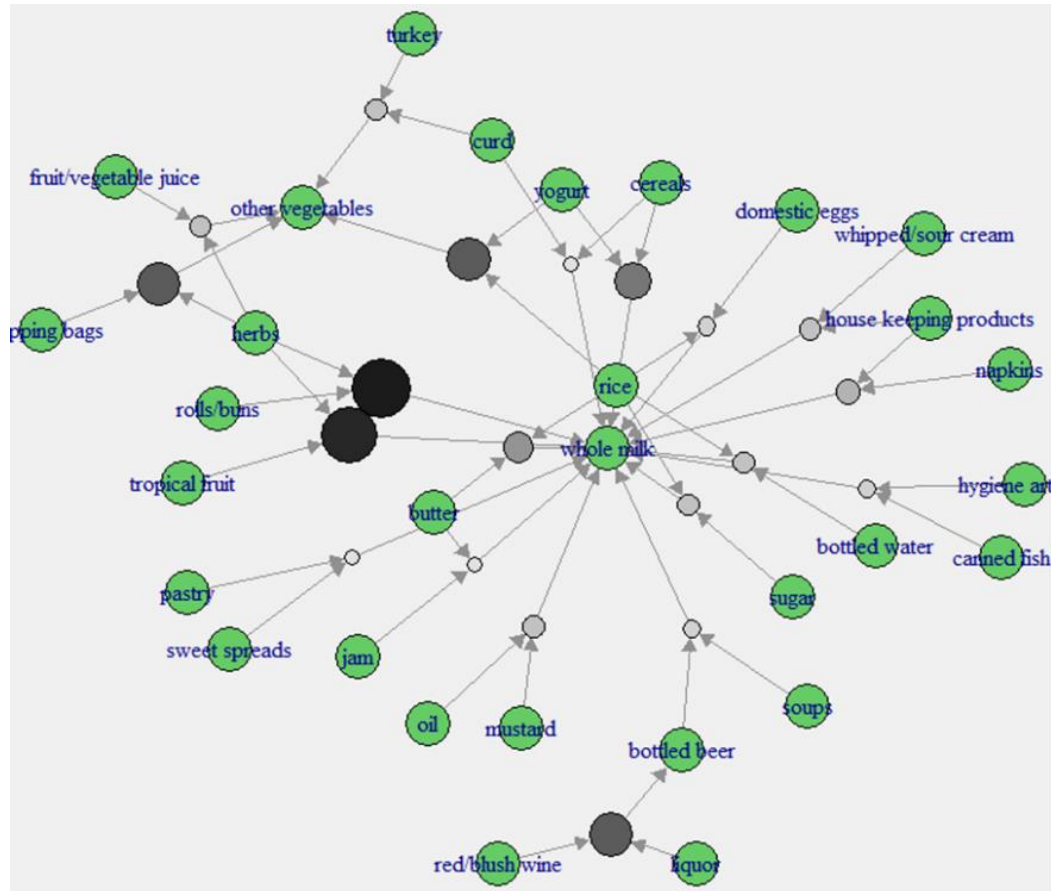 turkey
curd
fruit/vegetable juice
yogurt
cereals
other vegetables
domestic eggs
whipped/sour cream
pping bags
herbs
house keeping products
rice
napkins
rolls/buns
whole milk
tropical fruit
hygiene art
butter
bottled water
canned fish
pastry
sugar
sweet spreads
jam
oil
mustard
soups
bottled beer
red/blush wine
liquor